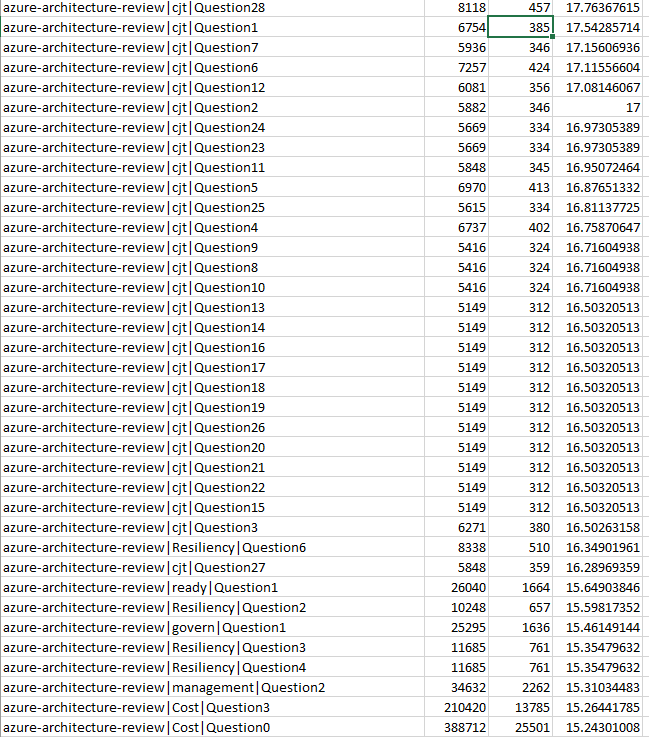 azure-architecture-review|cjt|Question28 8118 457 17.76367615
azure-architecture-review|cjt|Question1 6754 385 17.54285714
azure-architecture-review|cjt|Question7 5936 346 17.15606936
azure-architecture-review|cjt|Question6 7257 424 17.11556604
azure-architecture-review|cjt|Question12 6081 356 17.08146067
azure-architecture-review|cjt|Question2 5882 346 17
azure-architecture-review|cjt|Question24 5669 334 16.97305389
azure-architecture-review|cjt|Question23 5669 334 16.97305389
azure-architecture-review|cjt|Question11 5848 345 16.95072464
azure-architecture-review|cjt|Question5 6970 413 16.87651332
azure-architecture-review|cjt|Question25 5615 334 16.81137725
azure-architecture-review|cjt|Question4 6737 402 16.75870647
azure-architecture-review|cjt|Question9 5416 324 16.71604938
azure-architecture-review|cjt|Question8 5416 324 16.71604938
azure-architecture-review|cjt|Question10 5416 324 16.71604938
azure-architecture-review|cjt|Question13 5149 312 16.50320513
azure-architecture-review|cjt|Question14 5149 312 16.50320513
azure-architecture-review|cjt|Question16 5149 312 16.50320513
azure-architecture-review|cjt|Question17 5149 312 16.50320513
azure-architecture-review|cjt|Question18 5149 312 16.50320513
azure-architecture-review|cjt|Question19 5149 312 16.50320513
azure-architecture-review|cjt|Question26 5149 312 16.50320513
azure-architecture-review|cjt|Question20 5149 312 16.50320513
azure-architecture-review|cjt|Question21 5149 312 16.50320513
azure-architecture-review|cjt|Question22 5149 312 16.50320513
azure-architecture-review|cjt|Question15 5149 312 16.50320513
azure-architecture-review|cjt|Question3 6271 380 16.50263158
azure-architecture-review|Resiliency|Question6 8338 510 16.34901961
azure-architecture-review|cjt|Question27 5848 359 16.28969359
azure-architecture-review|ready|Question1 26040 1664 15.64903846
azure-architecture-review|Resiliency|Question2 10248 657 15.59817352
azure-architecture-review|govern|Question1 25295 1636 15.46149144
azure-architecture-review|Resiliency|Question3 11685 761 15.35479632
azure-architecture-review|Resiliency|Question4 11685 761 15.35479632
azure-architecture-review|management|Question2 34632 2262 15.31034483
azure-architecture-review|Cost|Question3 210420 13785 15.26441785
azure-architecture-review|Cost|Question0 388712 25501 15.24301008